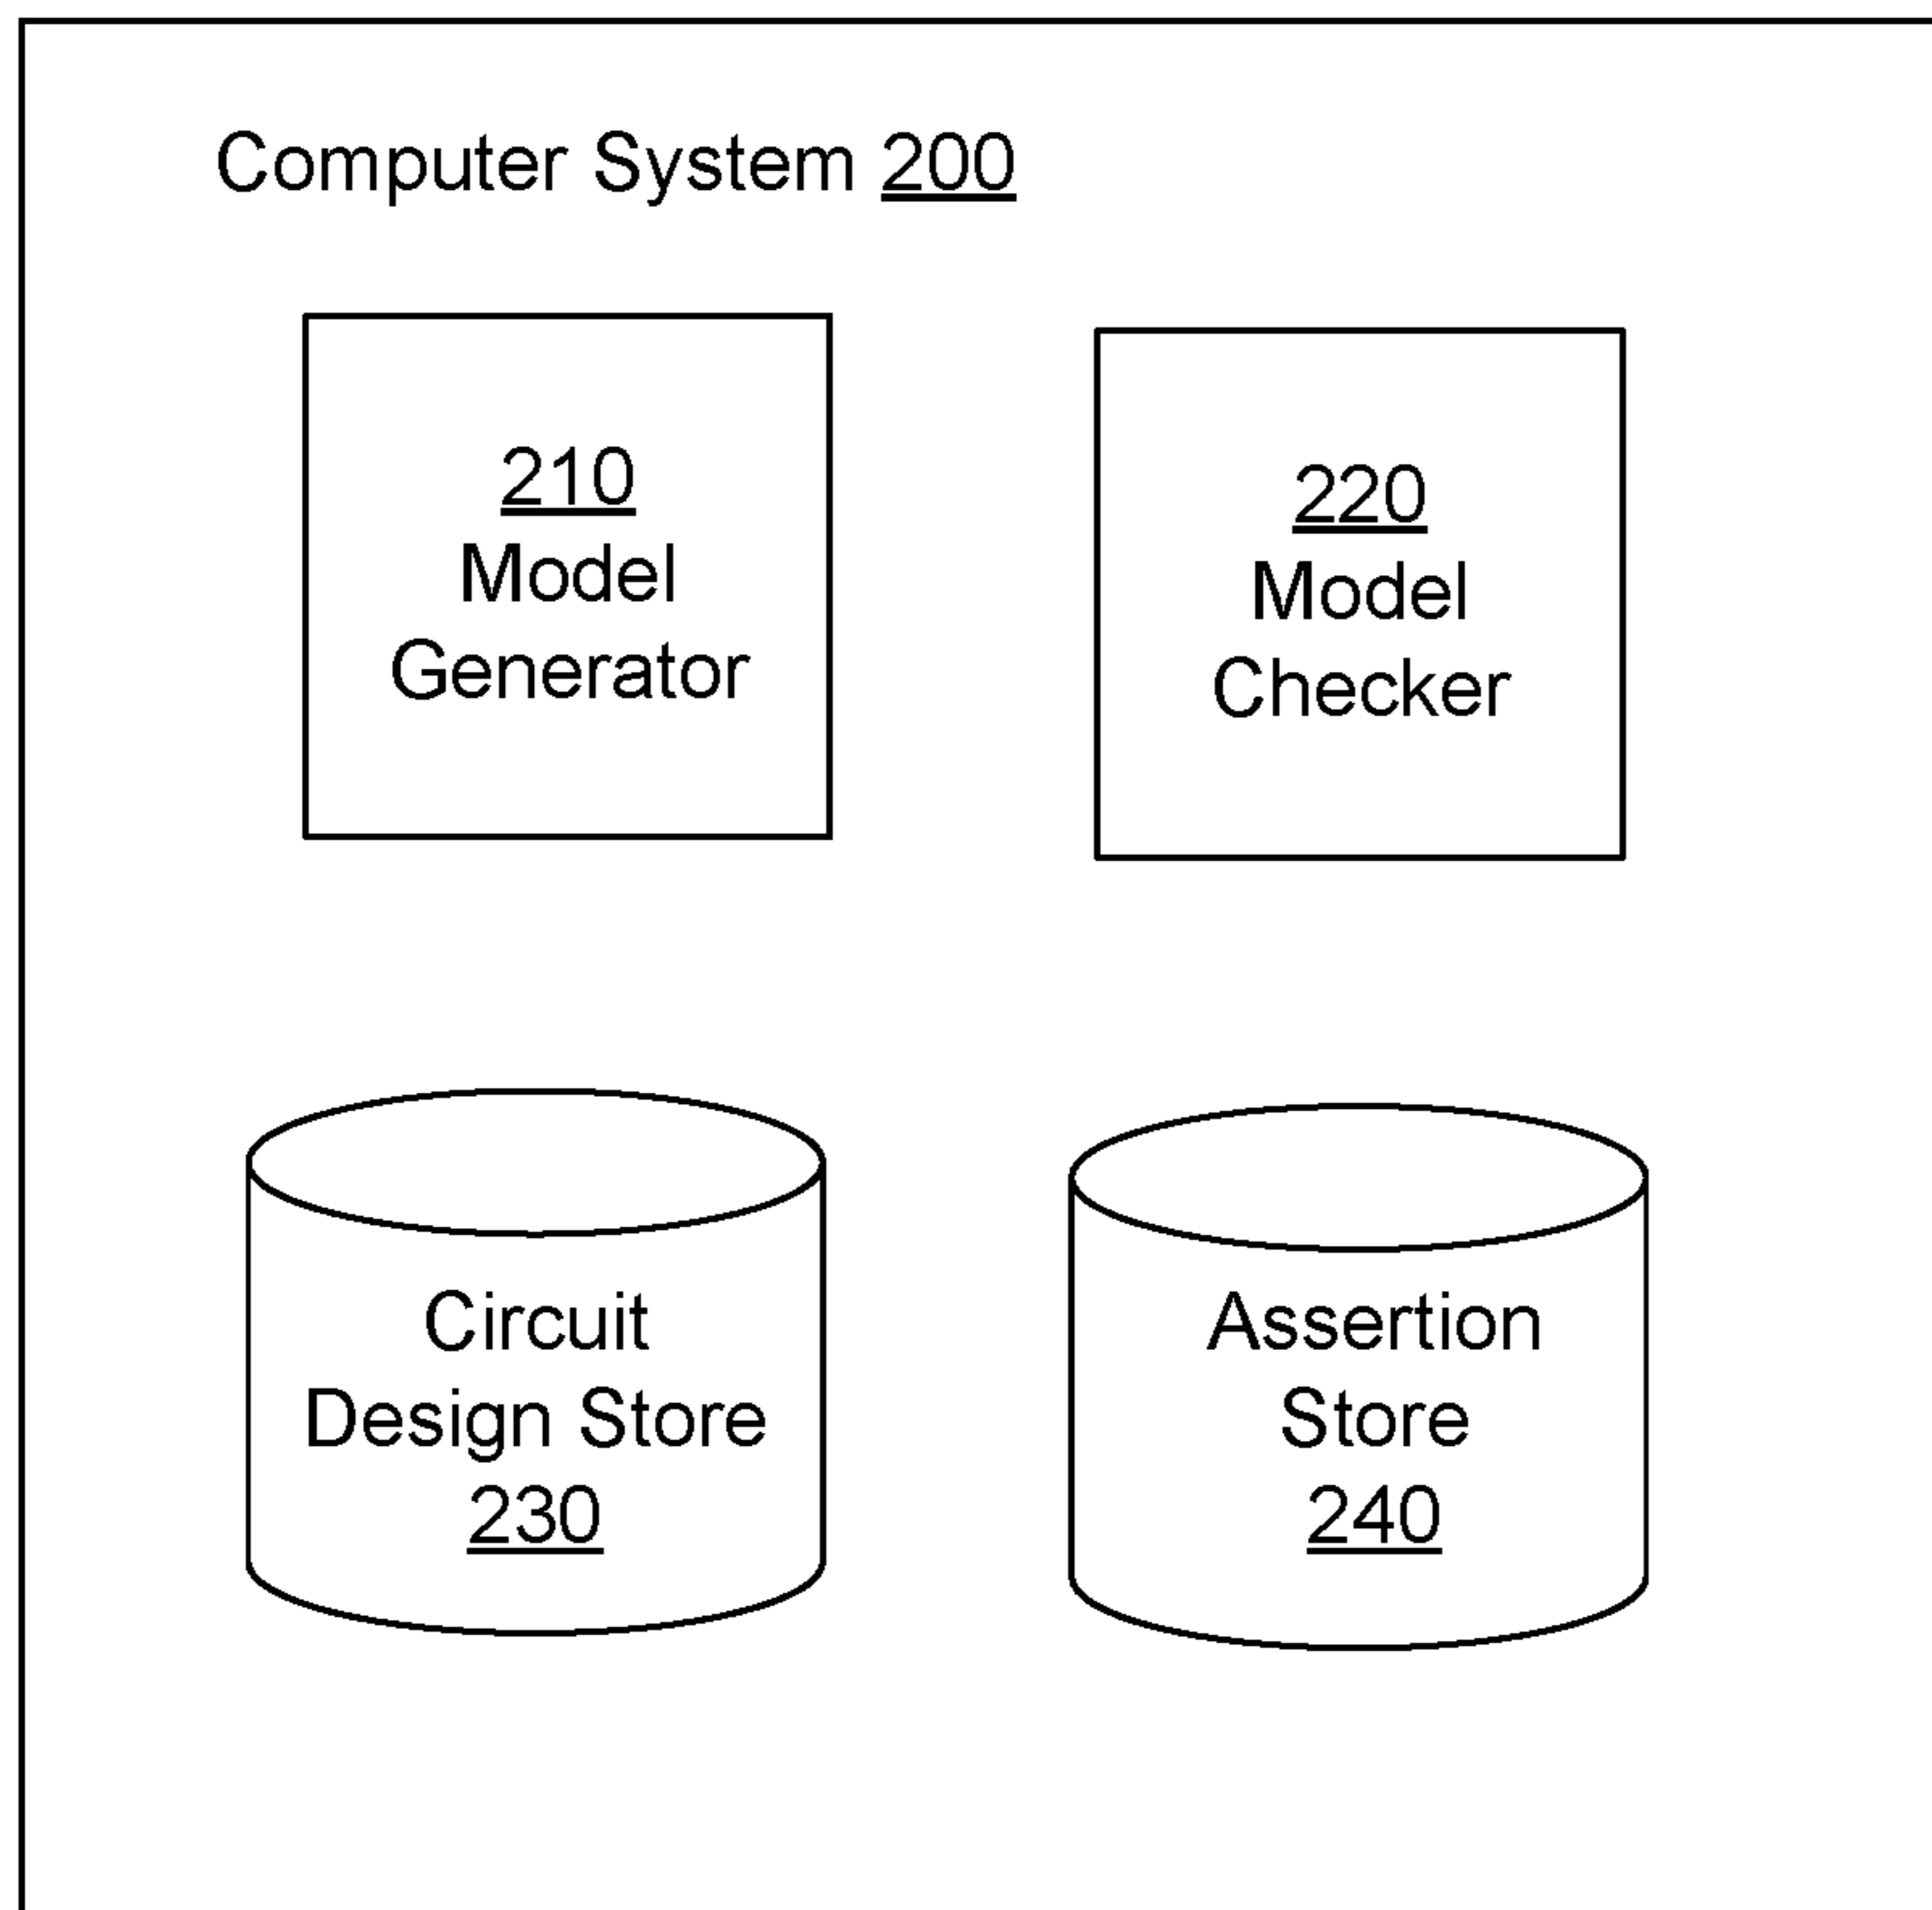 Computer System 200
210
Model
Generator
220
Model
Checker
Circuit
Design Store
230
Assertion
Store
240